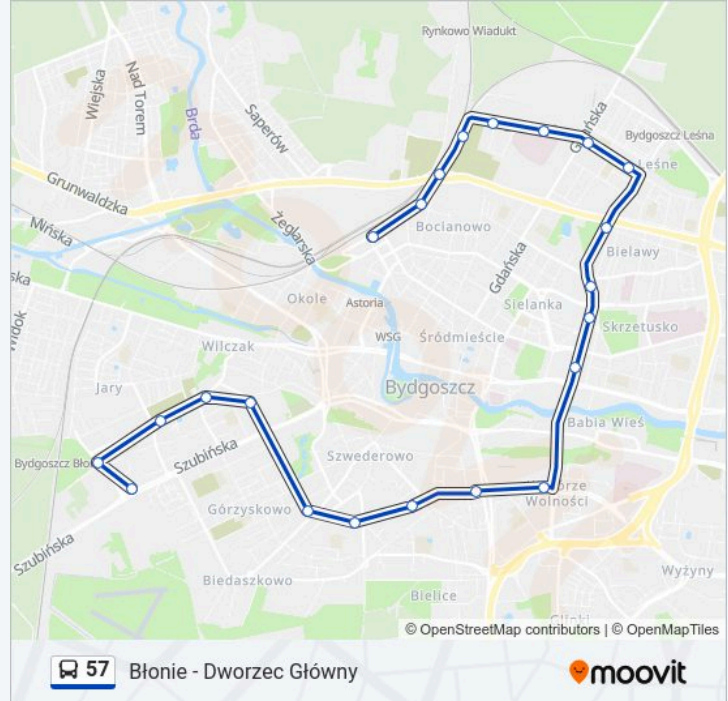 Rynkowo Wiadukt
Wiejska
Nad Torem
Brda
Saperów
Gdańska
Bydgoszcz Leśna
Leśne
Grunwaldzka
Mińska
Żeglarska
Bocianowo
Bielawy
Gdańska
Okole
Astoria
Sielanka
Skrzetusko
Widok
Wilczak
WSG
Śródmieście
Jary
Bydgoszcz
Babia Wieś
Szubińska
Szwederowo
Bydgoszcz Bło
Górzyskowo
Wolności
Szubińska
Biedaszkowo
Wyżyny
Bielice
Glinki
© OpenStreetMap contributors | © OpenMapTiles
57 Błonie - Dworzec Główny
moovit